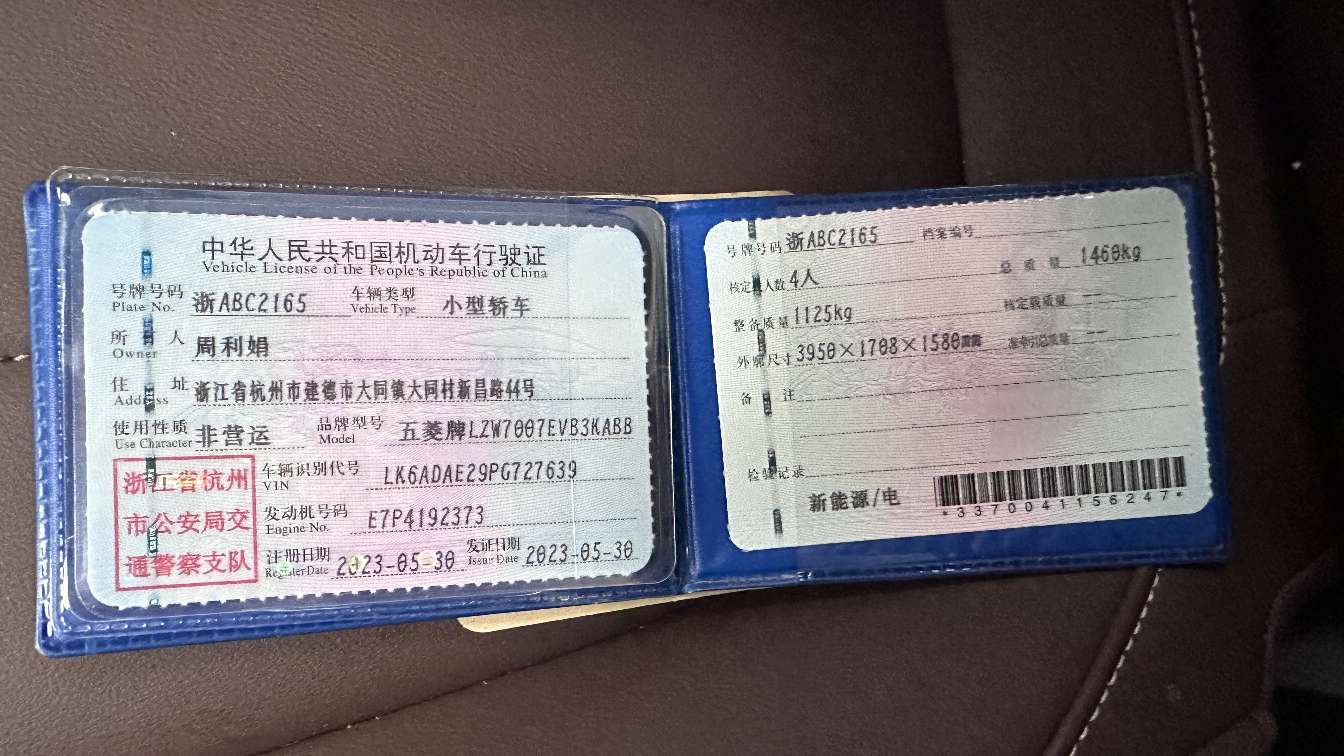 中华人民共和国机动车行驶证
Vehicle License of the People's Republic of China
号牌号码 浙ABC2165 车辆类型 小型轿车
Plate No. Vehicle Type
所有人 周利娟
Owner
住址 浙江省杭州市建德市大同镇大同村新昌路44号
Address
使用性质 非营运 品牌型号 五菱牌LZW7007EVB3KABB
Use Character Model
浙江省杭州
市公安局交
通警察支队
车辆识别代号 LK6ADAE29PG727639
VIN
发动机号码 E7P4192373
Engine No.
注册日期 2023-05-30 发证日期 2023-05-30
Register Date Issue Date
号牌号码 浙ABC2165 档案编号
核定载人数 4人 总质量 1460kg
整备质量 1125kg 核定载质量 --
外廓尺寸 3950×1708×1580 准牵引总质量 --
备注
检验记录
新能源/电
*3370041156247*